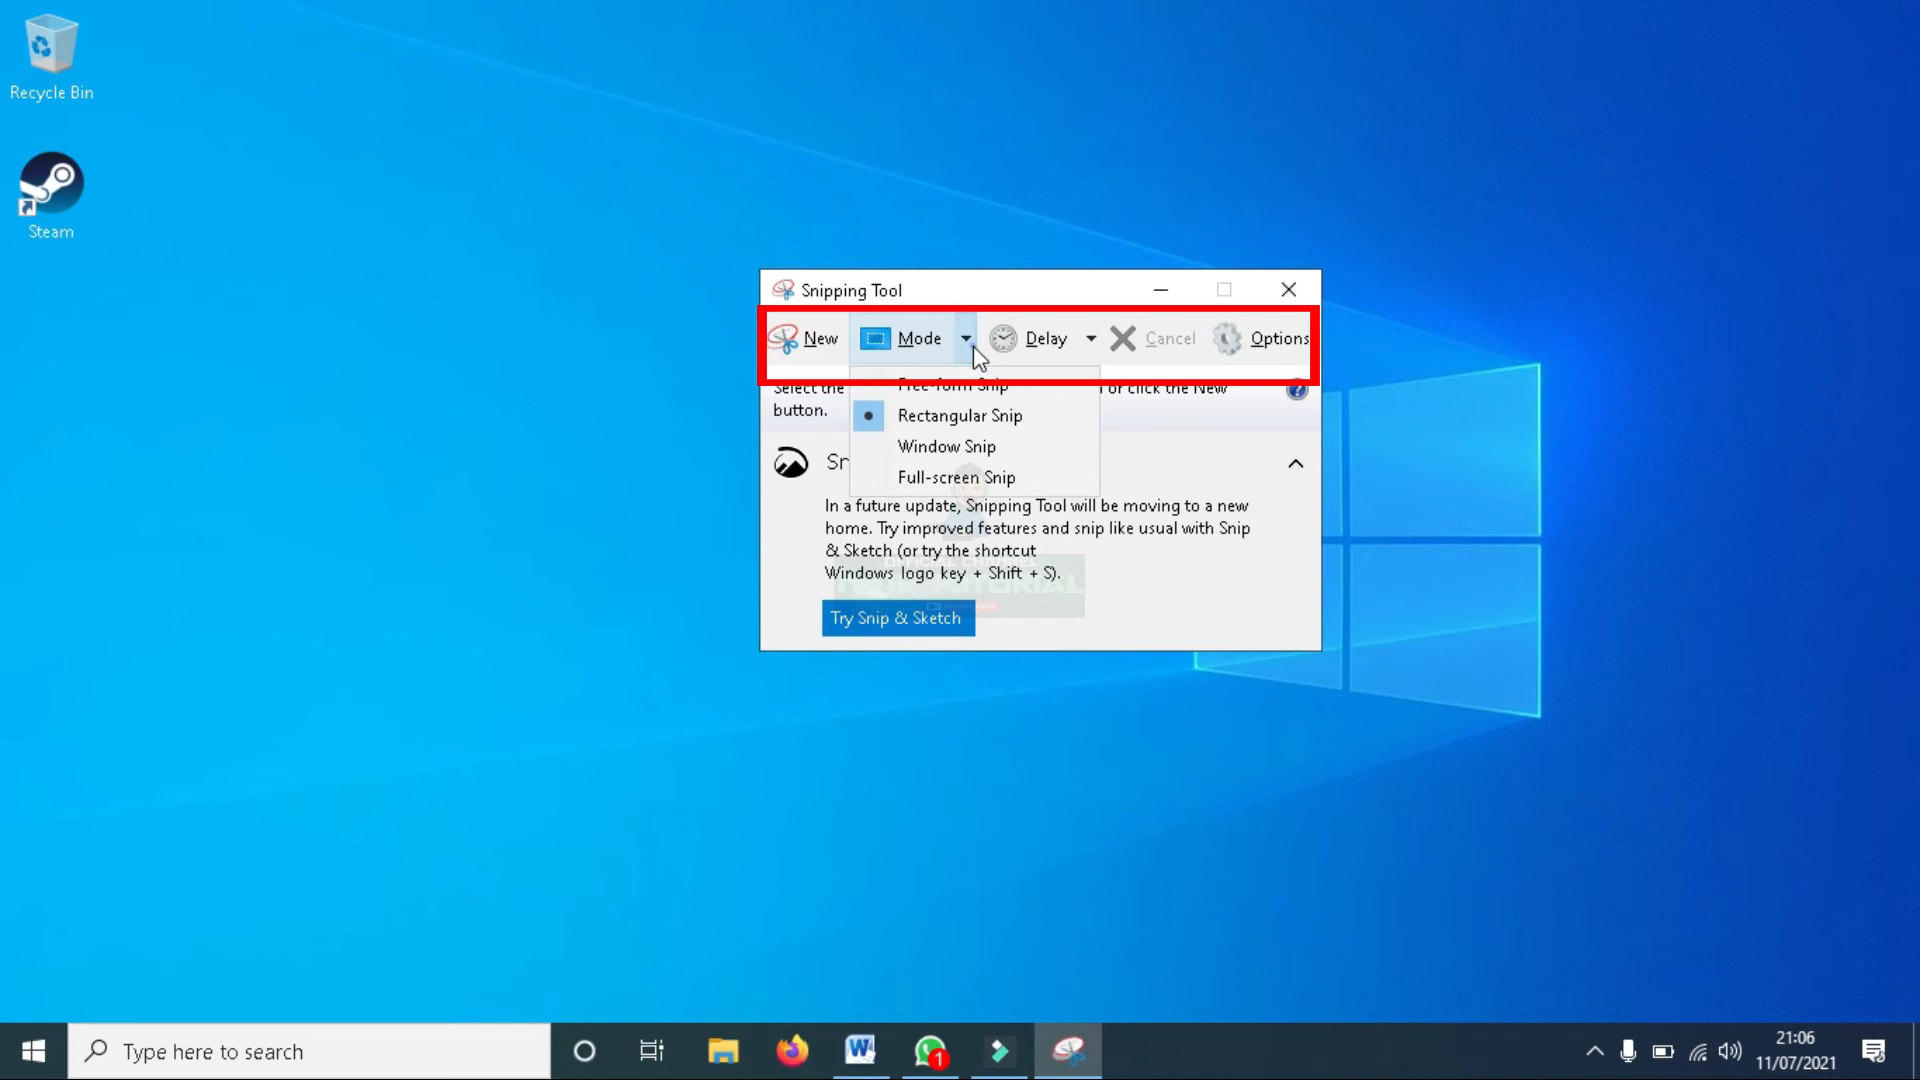 Recycle Bin
Steam
Snipping Tool
New Mode Delay Cancel Options
Free-form Snip
Select the or click the New
button.
Rectangular Snip
Window Snip
Full-screen Snip
Sn
In a future update, Snipping Tool will be moving to a new
home. Try improved features and snip like usual with Snip
& Sketch (or try the shortcut
Windows logo key + Shift + S).
OFFICIAL CHANNEL
Try Snip & Sketch
Type here to search
1
21:06
11/07/2021